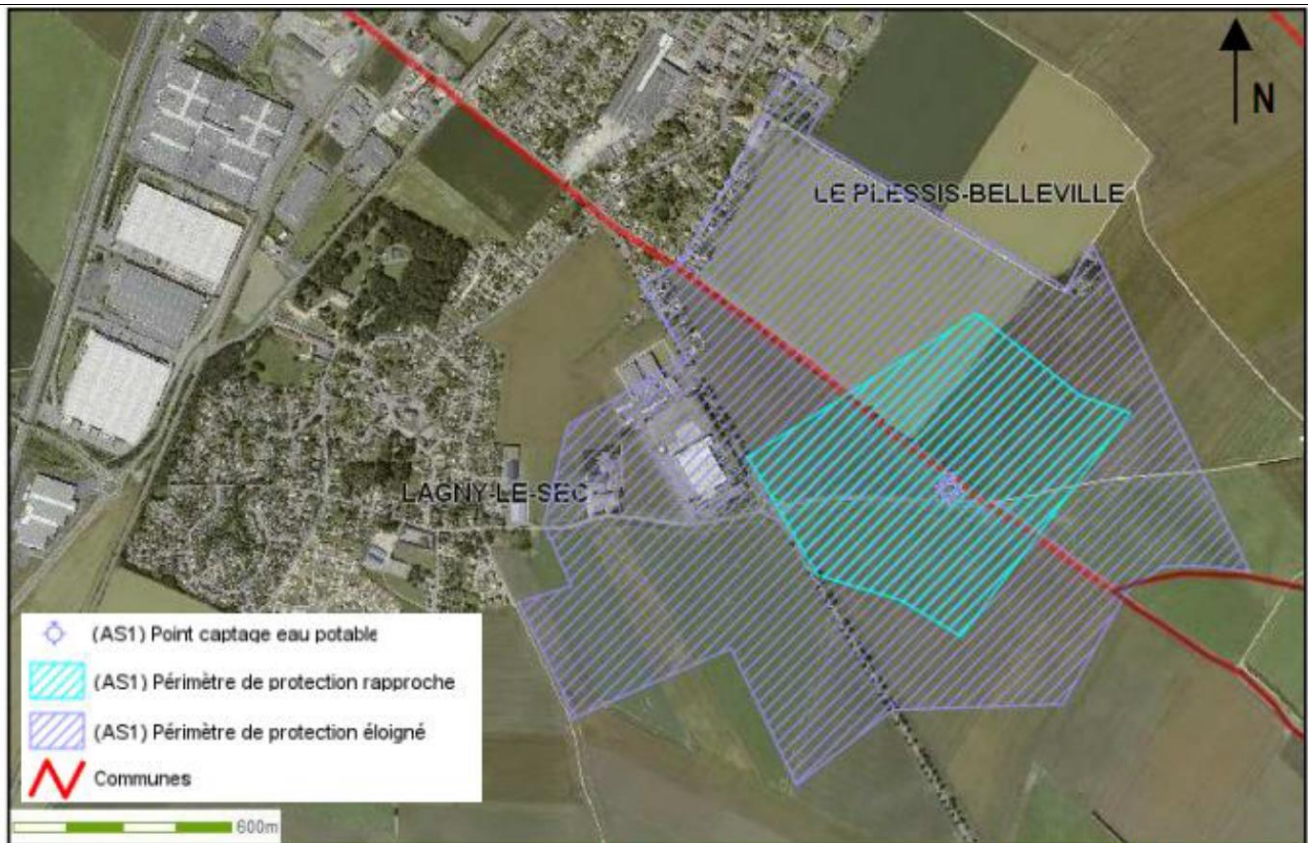 N
LE PLESSIS-BELLEVILLE
LAGNY-LE-SEC
(AS1) Point captage eau potable
(AS1) Périmètre de protection rapproche
(AS1) Périmètre de protection éloigné
Communes
600m